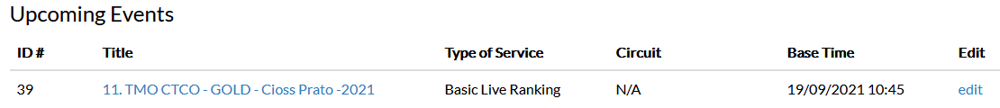 Upcoming Events
ID # Title Type of Service Circuit Base Time Edit
39 11. TMO CTCO - GOLD - Cioss Prato -2021 Basic Live Ranking N/A 19/09/2021 10:45 edit